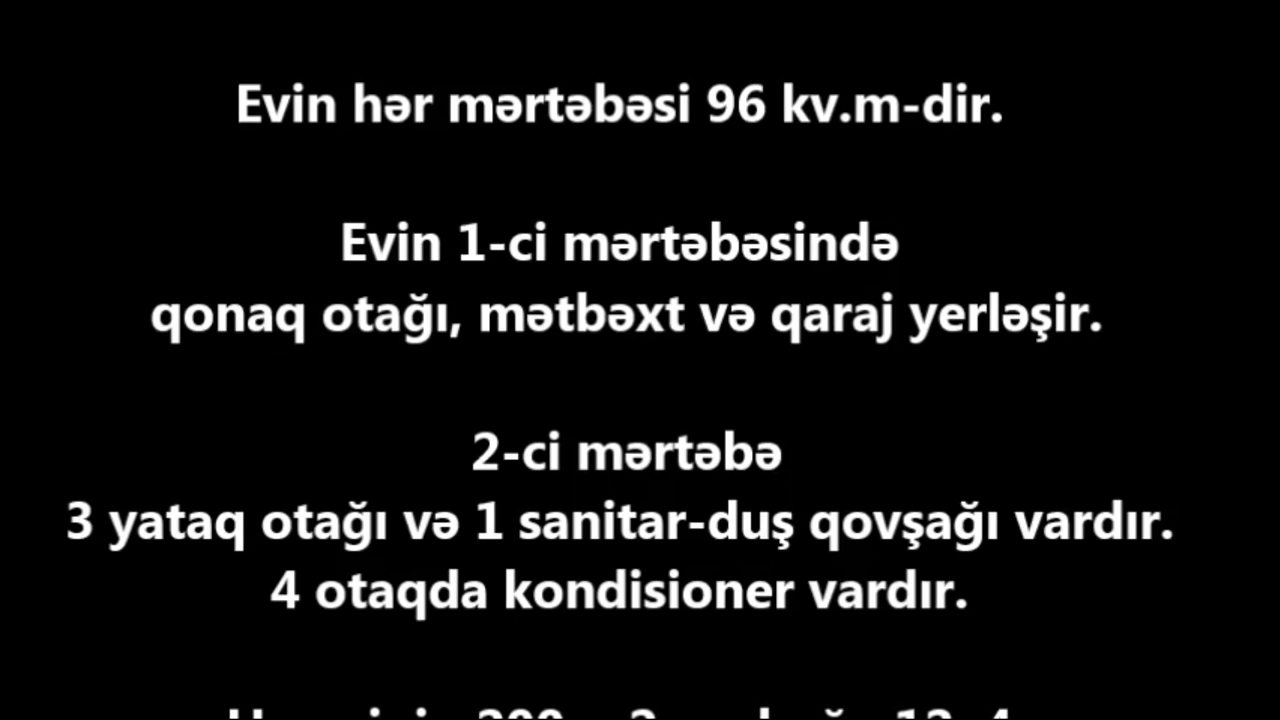 Evin hər mərtəbəsi 96 kv.m-dir.
Evin 1-ci mərtəbəsində
qonaq otağı, mətbəxt və qaraj yerləşir.
2-ci mərtəbə
3 yataq otağı və 1 sanitar-duş qovşağı vardır.
4 otaqda kondisioner vardır.